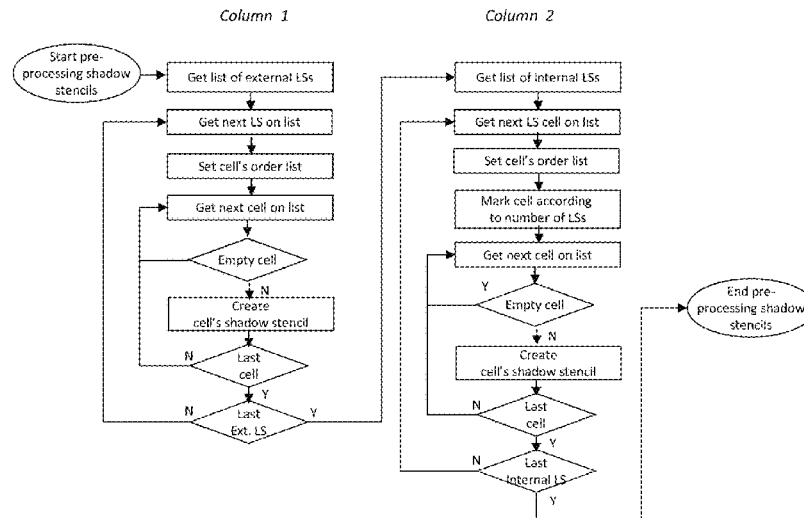 Column 1
Start pre-
processing shadow
stencils
Get list of external LSs
Get next LS on list
Set cell's order list
Get next cell on list
Empty cell
N
Create
cell's shadow stencil
N
Last
cell
Y
N
Last
Ext. LS
Y
Column 2
Get list of internal LSs
Get next LS cell on list
Set cell's order list
Mark cell according
to number of LSs
Get next cell on list
Y
Empty cell
N
Create
cell's shadow stencil
N
Last
cell
Y
N
Last
Internal LS
Y
End pre-
processing shadow
stencils